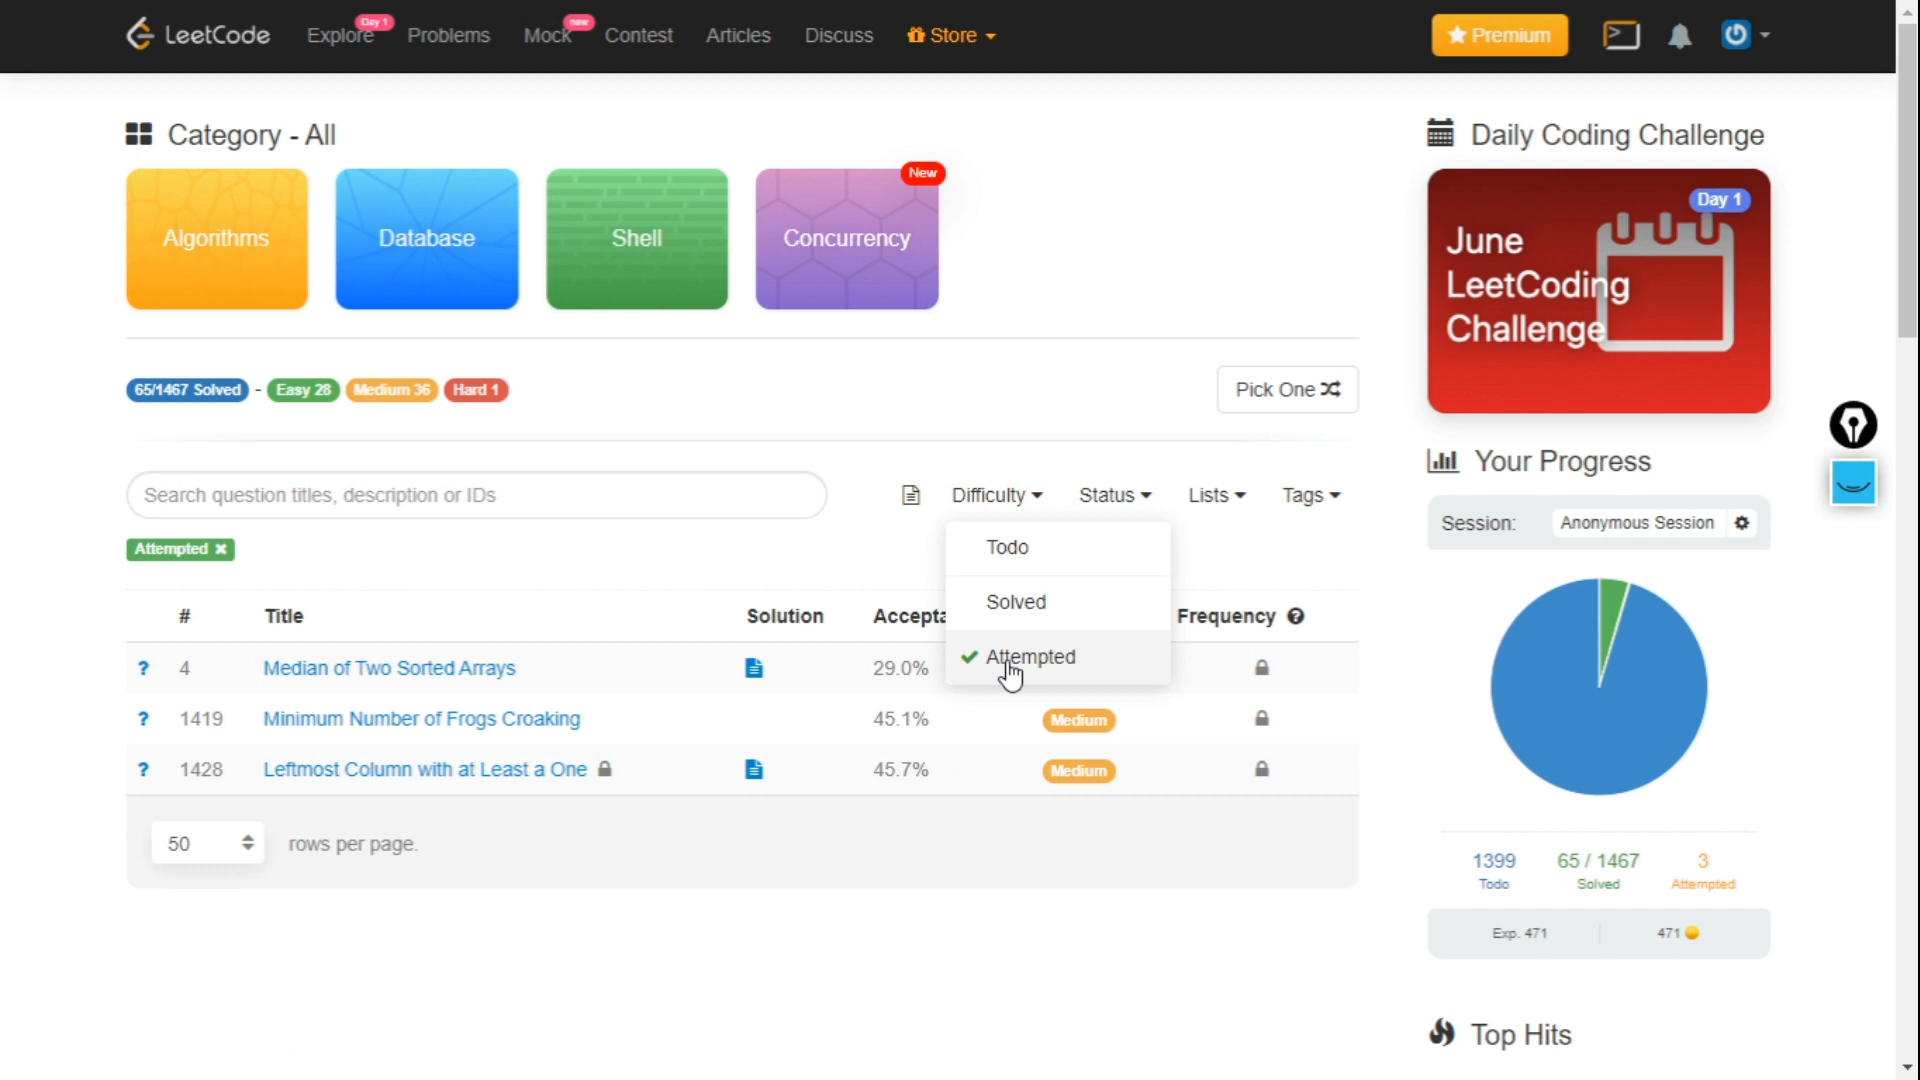 LeetCode Explore Day 1 Problems Mock new Contest Articles Discuss Store Premium
Category - All
Algorithms Database Shell Concurrency New
65/1467 Solved - Easy 28 Medium 36 Hard 1
Pick One
Search question titles, description or IDs
Difficulty Status Lists Tags
Attempted ×
Todo
Solved
Attempted
# Title Solution Accepta Frequency ?
? 4 Median of Two Sorted Arrays 29.0%
? 1419 Minimum Number of Frogs Croaking 45.1% Medium
? 1428 Leftmost Column with at Least a One 45.7% Medium
50 rows per page.
Daily Coding Challenge
Day 1
June
LeetCoding
Challenge
Your Progress
Session: Anonymous Session
1399 65 / 1467 3
Todo Solved Attempted
Exp. 471 471
Top Hits